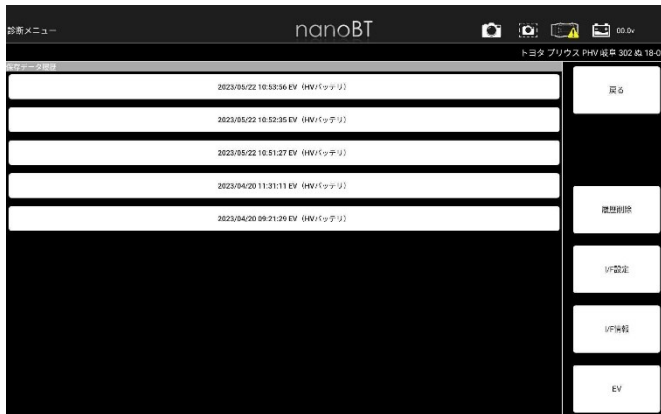 診断メニュー
nanoBT
00.0v
トヨタ プリウス PHV 岐阜 302 ぬ 18-0
保存データ履歴
2023/05/22 10:53:56 EV（HVバッテリ）
2023/05/22 10:52:35 EV（HVバッテリ）
2023/05/22 10:51:27 EV（HVバッテリ）
2023/04/20 11:31:11 EV（HVバッテリ）
2023/04/20 09:21:29 EV（HVバッテリ）
戻る
履歴削除
I/F設定
I/F情報
EV